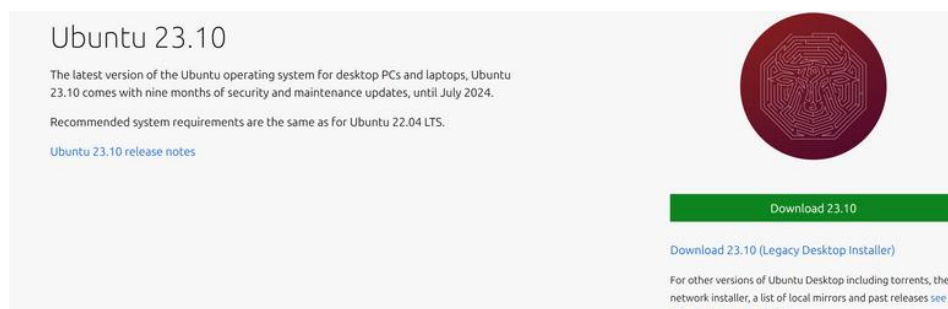 Ubuntu 23.10
The latest version of the Ubuntu operating system for desktop PCs and laptops, Ubuntu
23.10 comes with nine months of security and maintenance updates, until July 2024.
Recommended system requirements are the same as for Ubuntu 22.04 LTS.
Ubuntu 23.10 release notes
Download 23.10
Download 23.10 (Legacy Desktop Installer)
For other versions of Ubuntu Desktop including torrents, the
network installer, a list of local mirrors and past releases see